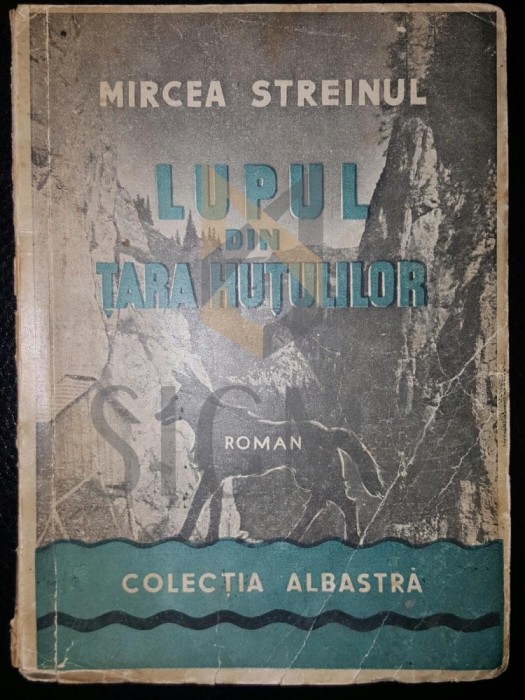 MIRCEA STREINUL
LUPUL
DIN
ȚARA HUȚULILOR
ROMAN
COLECȚIA ALBASTRĂ